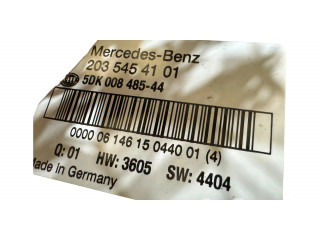 Mercedes-Benz
203 545 41 01
5DK 008 485-44
0000 06 146 15 0440 01 (4)
Q: 01 HW: 3605 SW: 4404
Made in Germany